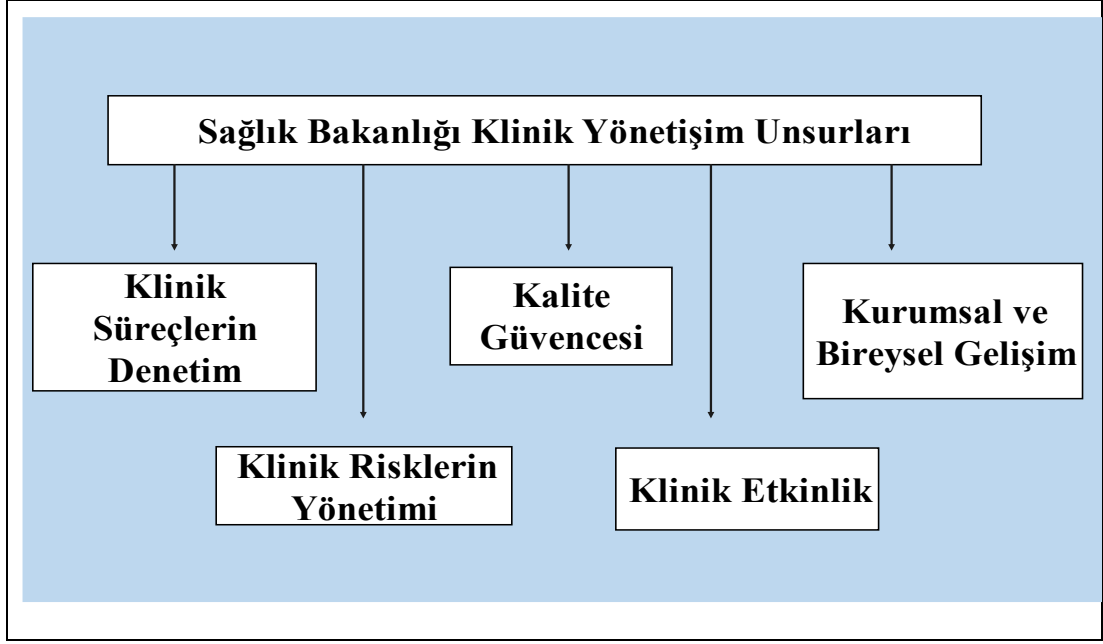 Sağlık Bakanlığı Klinik Yönetişim Unsurları
Klinik
Süreçlerin
Denetim
Kalite
Güvencesi
Kurumsal ve
Bireysel Gelişim
Klinik Risklerin
Yönetimi
Klinik Etkinlik